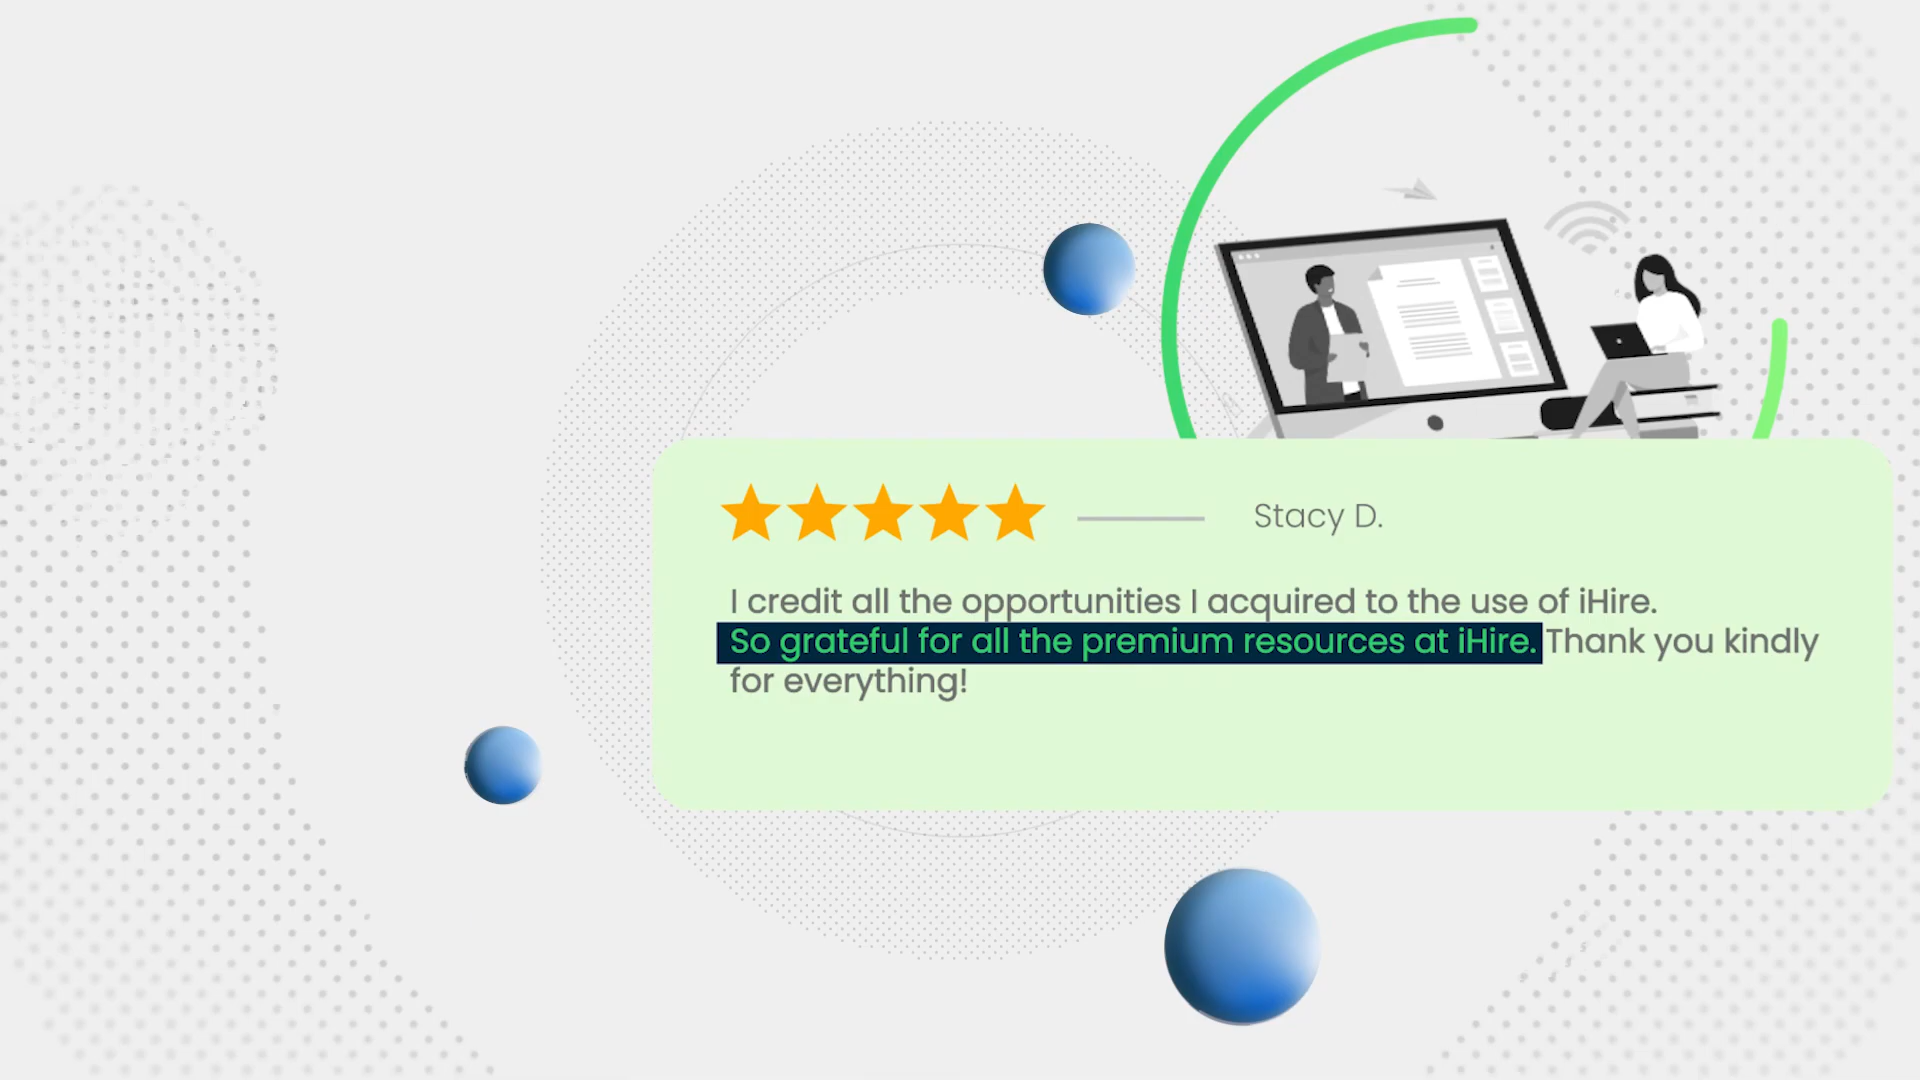 Stacy D.
I credit all the opportunities I acquired to the use of iHire.
So grateful for all the premium resources at iHire. Thank you kindly
for everything!